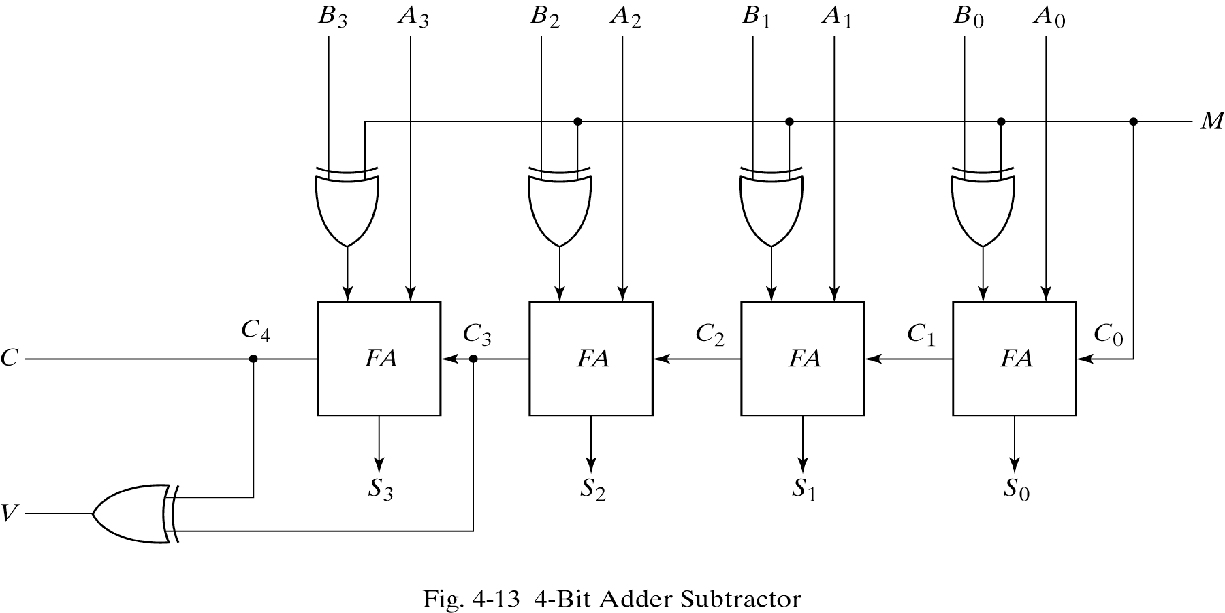 B3 A3 B2 A2 B1 A1 B0 A0
M
C4 C3 C2 C1 C0
C FA FA FA FA
S3 S2 S1 S0
V
Fig. 4-13 4-Bit Adder Subtractor